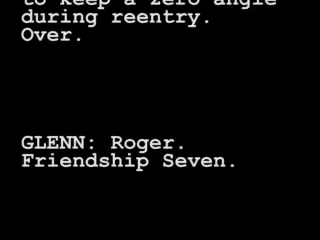 to keep a zero angle
during reentry.
Over.
GLENN: Roger.
Friendship Seven.